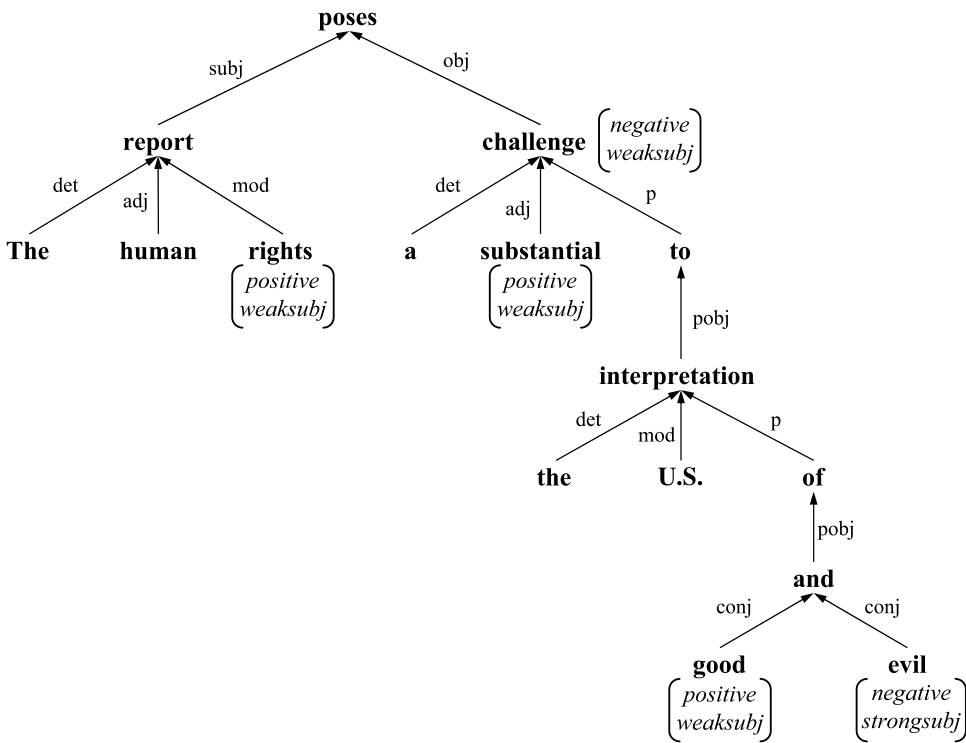 poses
subj
obj
report
challenge
negative
weaksubj
det
adj
mod
det
adj
p
The
human
rights
a
substantial
to
positive
weaksubj
positive
weaksubj
pobj
interpretation
det
mod
p
the
U.S.
of
pobj
and
conj
conj
good
evil
positive
weaksubj
negative
strongsubj